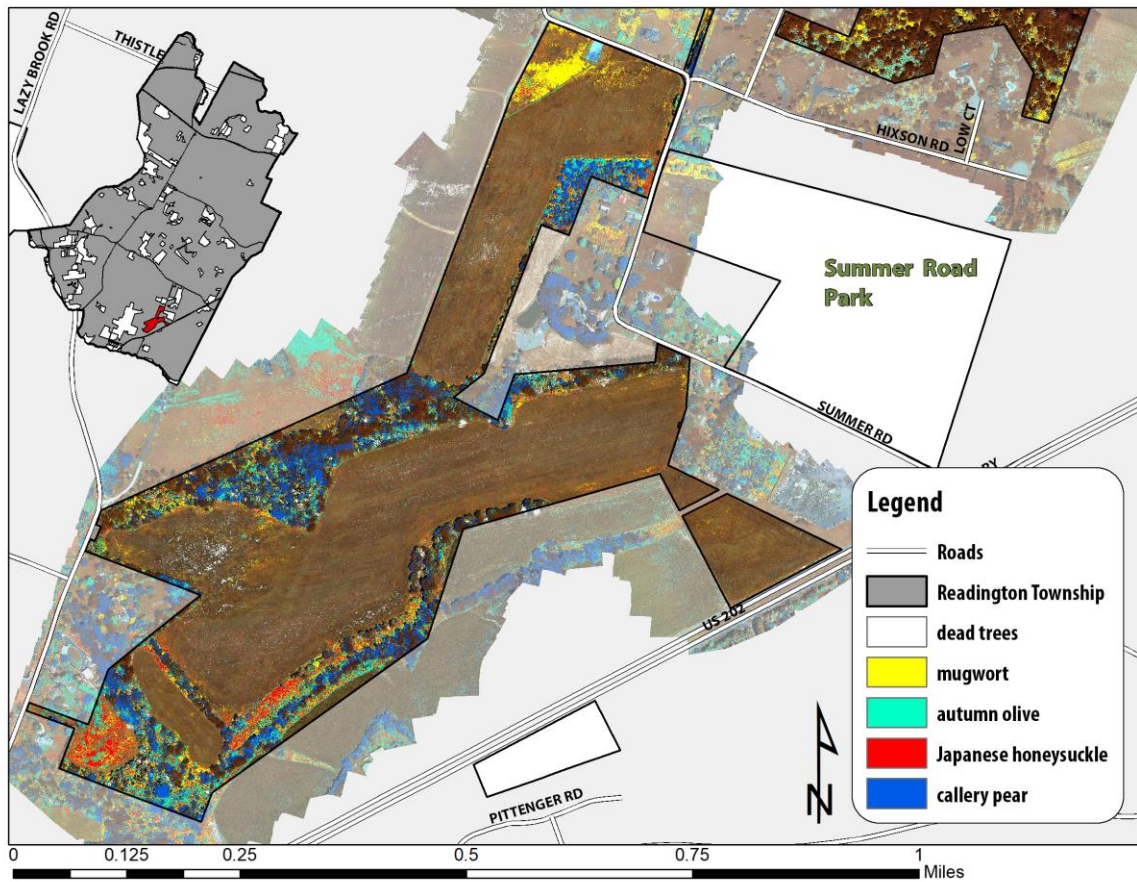 LAZY BROOK RD
THISTLE
HIXSON RD
LOW CT
Summer Road
Park
SUMMER RD
US 202
PITTENGER RD
N
Legend
Roads
Readington Township
dead trees
mugwort
autumn olive
Japanese honeysuckle
callery pear
0 0.125 0.25 0.5 0.75 1
Miles